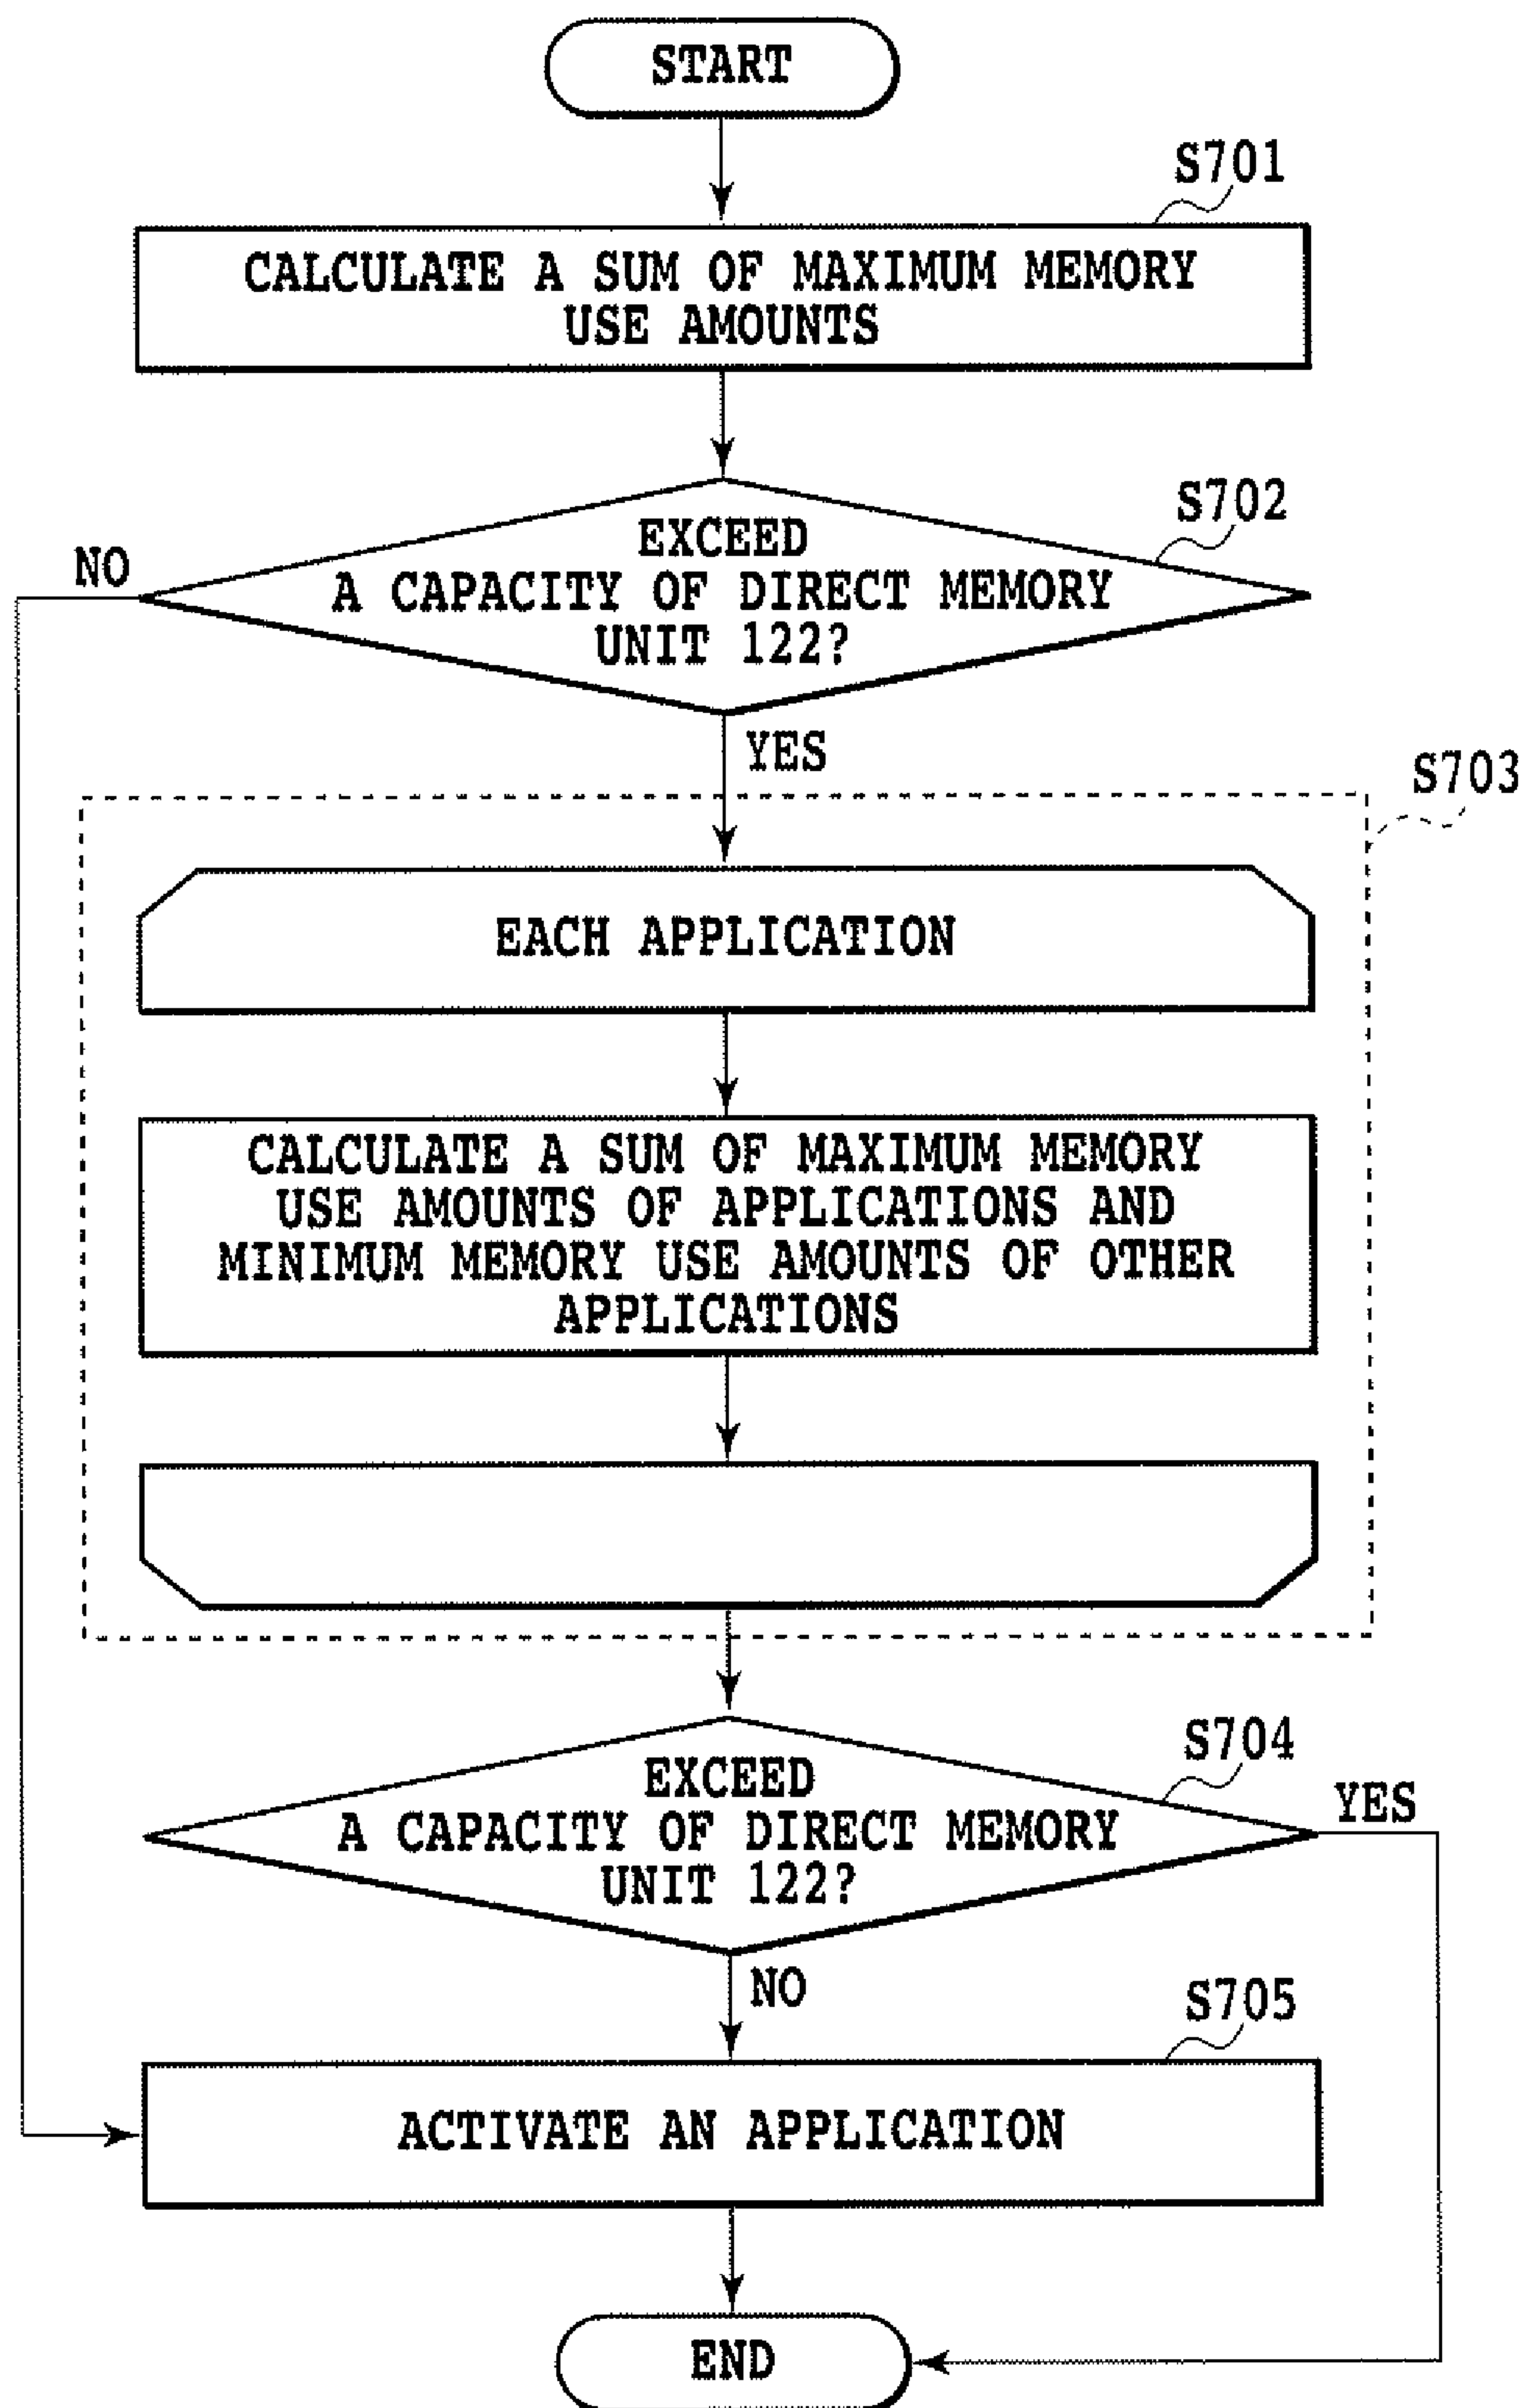 START
S701
CALCULATE A SUM OF MAXIMUM MEMORY
USE AMOUNTS
S702
NO
EXCEED
A CAPACITY OF DIRECT MEMORY
UNIT 122?
YES
S703
EACH APPLICATION
CALCULATE A SUM OF MAXIMUM MEMORY
USE AMOUNTS OF APPLICATIONS AND
MINIMUM MEMORY USE AMOUNTS OF OTHER
APPLICATIONS
S704
EXCEED
A CAPACITY OF DIRECT MEMORY
UNIT 122?
YES
NO
S705
ACTIVATE AN APPLICATION
END